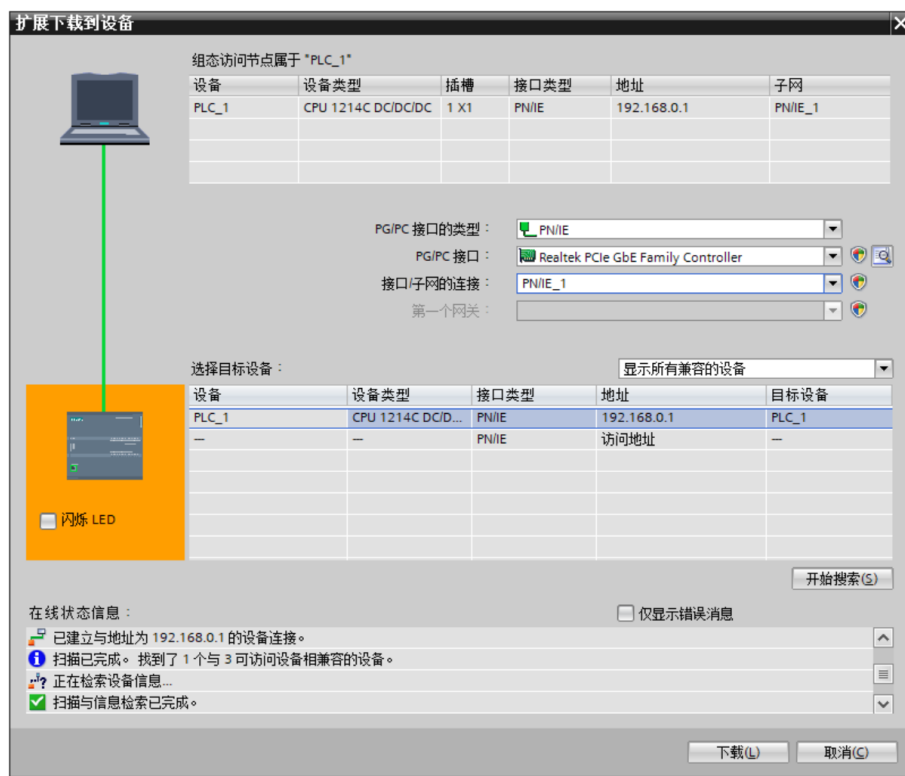 扩展下载到设备
组态访问节点属于 "PLC_1"
设备 设备类型 插槽 接口类型 地址 子网
PLC_1 CPU 1214C DC/DC/DC 1 X1 PN/IE 192.168.0.1 PN/IE_1
PG/PC 接口的类型： PN/IE
PG/PC 接口： Realtek PCIe GbE Family Controller
接口/子网的连接： PN/IE_1
第一个网关：
选择目标设备： 显示所有兼容的设备
设备 设备类型 接口类型 地址 目标设备
PLC_1 CPU 1214C DC/D... PN/IE 192.168.0.1 PLC_1
— — PN/IE 访问地址 —
闪烁 LED
开始搜索(S)
在线状态信息： 仅显示错误消息
已建立与地址为 192.168.0.1 的设备连接。
扫描已完成。 找到了 1 个与 3 可访问设备相兼容的设备。
正在检索设备信息...
扫描与信息检索已完成。
下载(L) 取消(C)